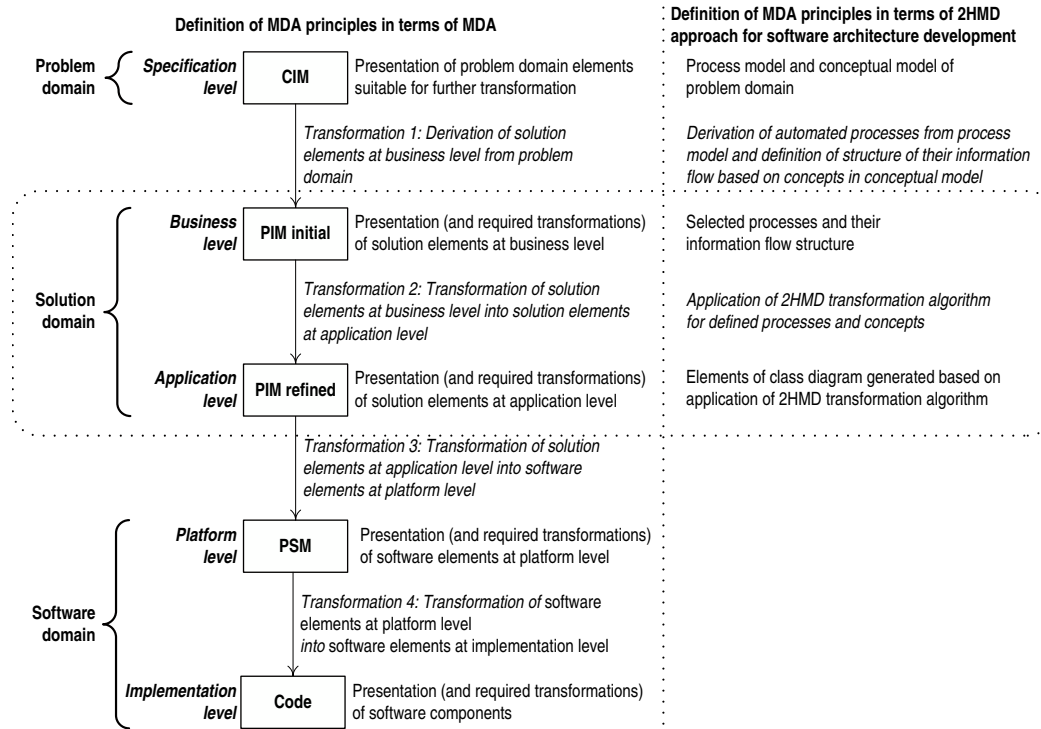 Definition of MDA principles in terms of MDA
Definition of MDA principles in terms of 2HMD
approach for software architecture development
Problem
domain
Specification
level
CIM
Presentation of problem domain elements
suitable for further transformation
Process model and conceptual model of
problem domain
Transformation 1: Derivation of solution
elements at business level from problem
domain
Derivation of automated processes from process
model and definition of structure of their information
flow based on concepts in conceptual model
Solution
domain
Business
level
PIM initial
Presentation (and required transformations)
of solution elements at business level
Selected processes and their
information flow structure
Transformation 2: Transformation of solution
elements at business level into solution elements
at application level
Application of 2HMD transformation algorithm
for defined processes and concepts
Application
level
PIM refined
Presentation (and required transformations)
of solution elements at application level
Elements of class diagram generated based on
application of 2HMD transformation algorithm
Transformation 3: Transformation of solution
elements at application level into software
elements at platform level
Software
domain
Platform
level
PSM
Presentation (and required transformations)
of software elements at platform level
Transformation 4: Transformation of software
elements at platform level
into software elements at implementation level
Implementation
level
Code
Presentation (and required transformations)
of software components